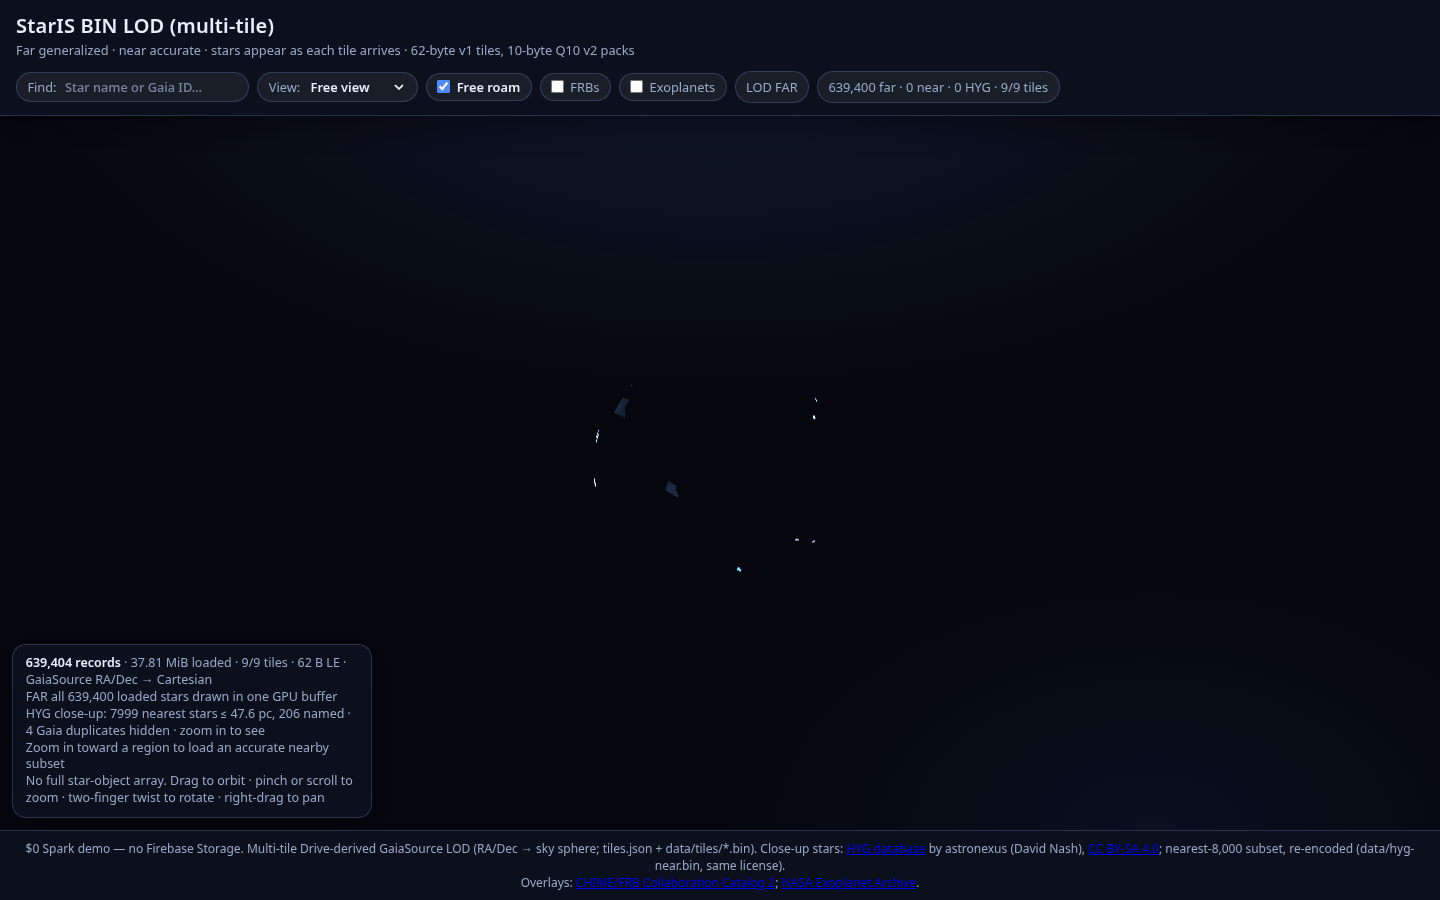 StarIS BIN LOD (multi-tile)
Far generalized · near accurate · stars appear as each tile arrives · 62-byte v1 tiles, 10-byte Q10 v2 packs
Find: Star name or Gaia ID... View: Free view Free roam FRBs Exoplanets LOD FAR 639,400 far · 0 near · 0 HYG · 9/9 tiles
639,404 records · 37.81 MiB loaded · 9/9 tiles · 62 B LE ·
GaiaSource RA/Dec → Cartesian
FAR all 639,400 loaded stars drawn in one GPU buffer
HYG close-up: 7999 nearest stars ≤ 47.6 pc, 206 named ·
4 Gaia duplicates hidden · zoom in to see
Zoom in toward a region to load an accurate nearby
subset
No full star-object array. Drag to orbit · pinch or scroll to
zoom · two-finger twist to rotate · right-drag to pan
$0 Spark demo — no Firebase Storage. Multi-tile Drive-derived GaiaSource LOD (RA/Dec → sky sphere; tiles.json + data/tiles/*.bin). Close-up stars: HYG database by astronexus (David Nash), CC BY-SA 4.0; nearest-8,000 subset, re-encoded (data/hyg-
near.bin, same license).
Overlays: CHIME/FRB Collaboration Catalog 2; NASA Exoplanet Archive.